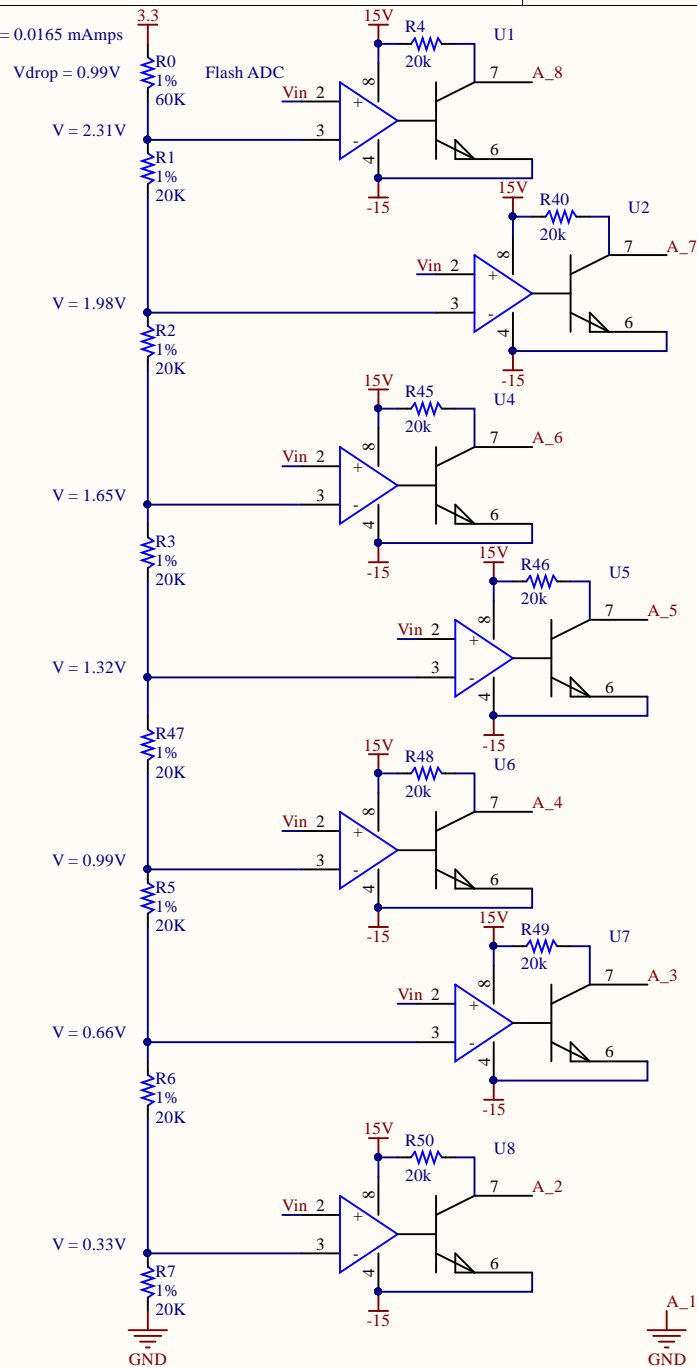 3.3
= 0.0165 mAmps
Vdrop = 0.99V
R0
1%
60K
Flash ADC
V = 2.31V
R1
1%
20K
15V
R4
20k
U1
Vin 2
3
8
4
+
-
7
A_8
6
-15
15V
R40
20k
U2
Vin 2
3
8
4
+
-
7
A_7
6
-15
V = 1.98V
R2
1%
20K
15V
R45
20k
U4
Vin 2
3
8
4
+
-
7
A_6
6
-15
V = 1.65V
R3
1%
20K
15V
R46
20k
U5
Vin 2
3
8
4
+
-
7
A_5
6
-15
V = 1.32V
R47
1%
20K
15V
R48
20k
U6
Vin 2
3
8
4
+
-
7
A_4
6
-15
V = 0.99V
R5
1%
20K
15V
R49
20k
U7
Vin 2
3
8
4
+
-
7
A_3
6
-15
V = 0.66V
R6
1%
20K
15V
R50
20k
U8
Vin 2
3
8
4
+
-
7
A_2
6
-15
V = 0.33V
R7
1%
20K
GND
A_1
GND